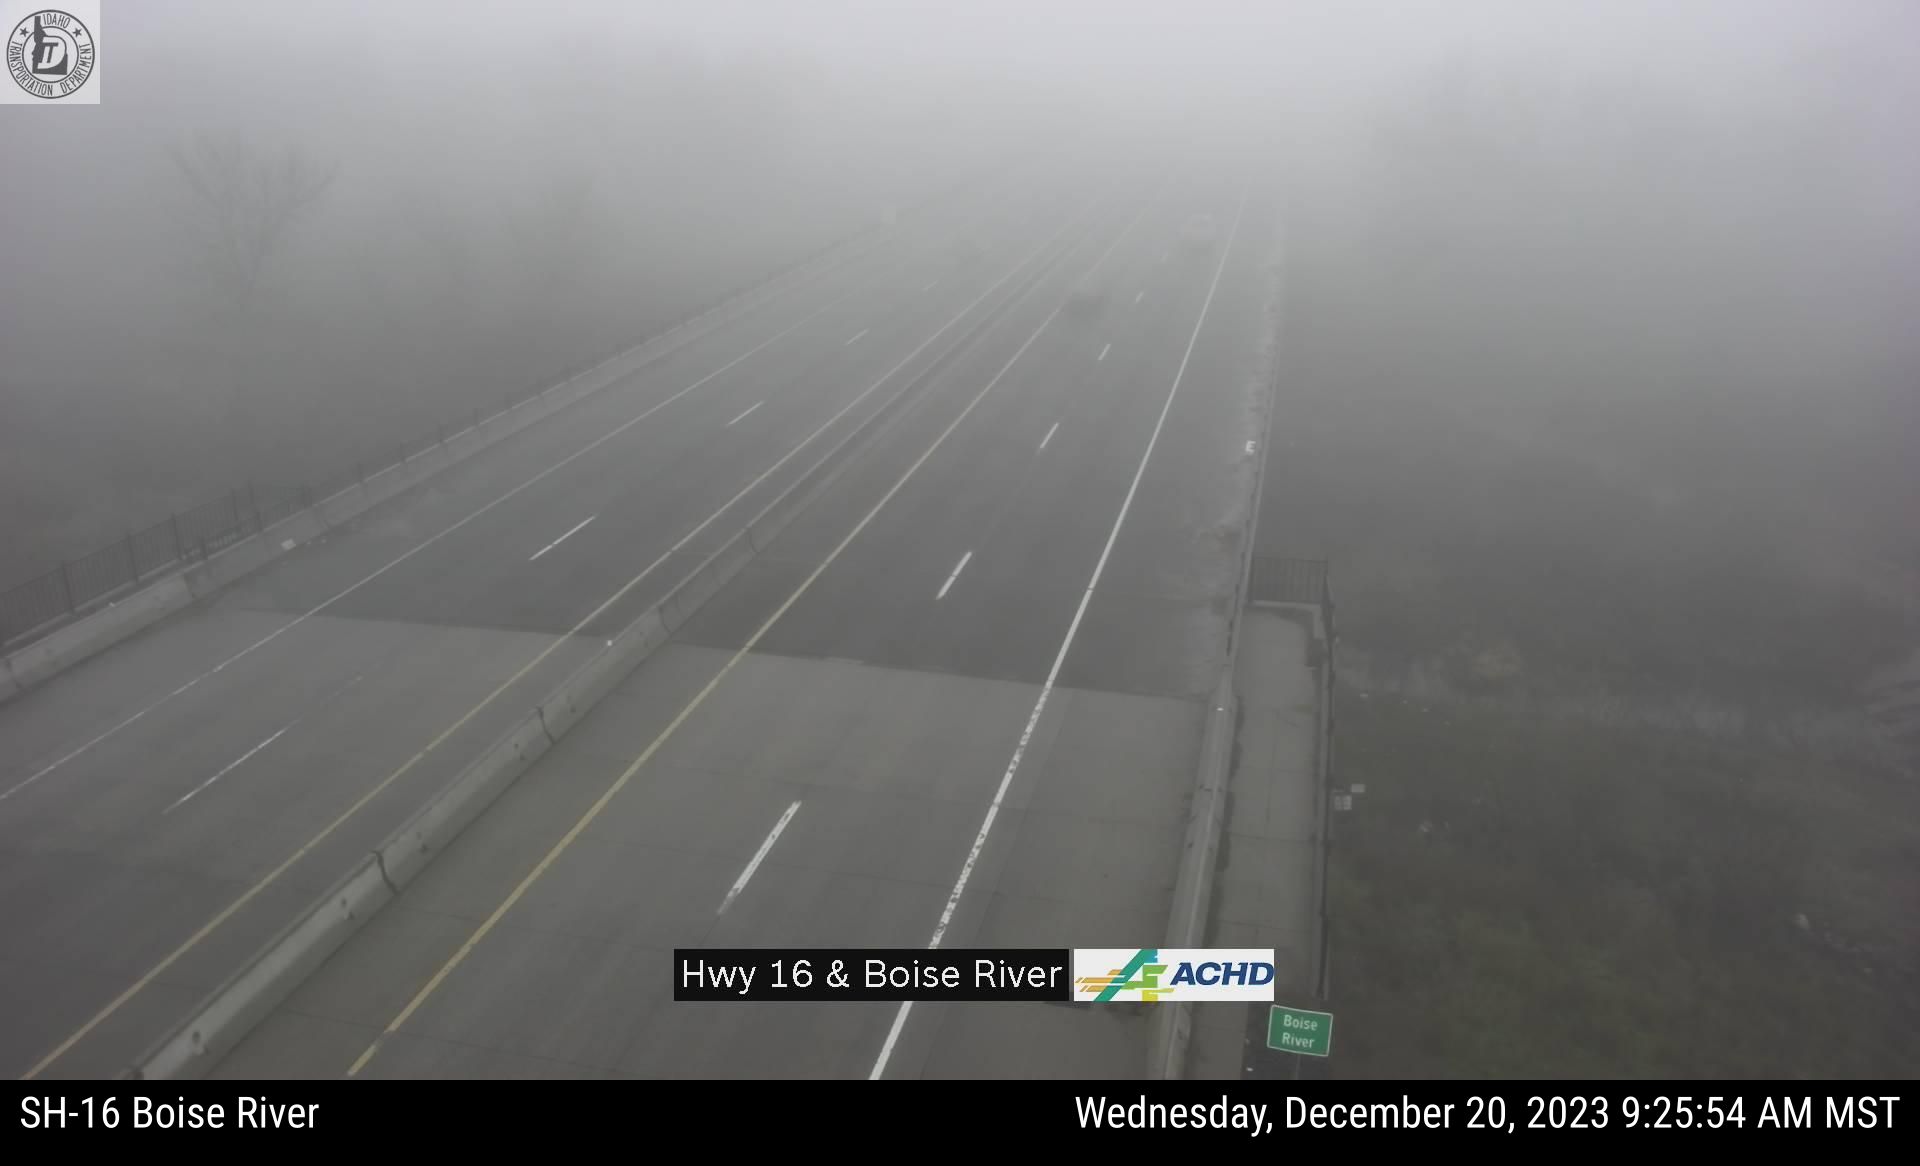 IDAHO
TRANSPORTATION DEPARTMENT
ITD
E
Hwy 16 & Boise River
ACHD
Boise
River
SH-16 Boise River
Wednesday, December 20, 2023 9:25:54 AM MST